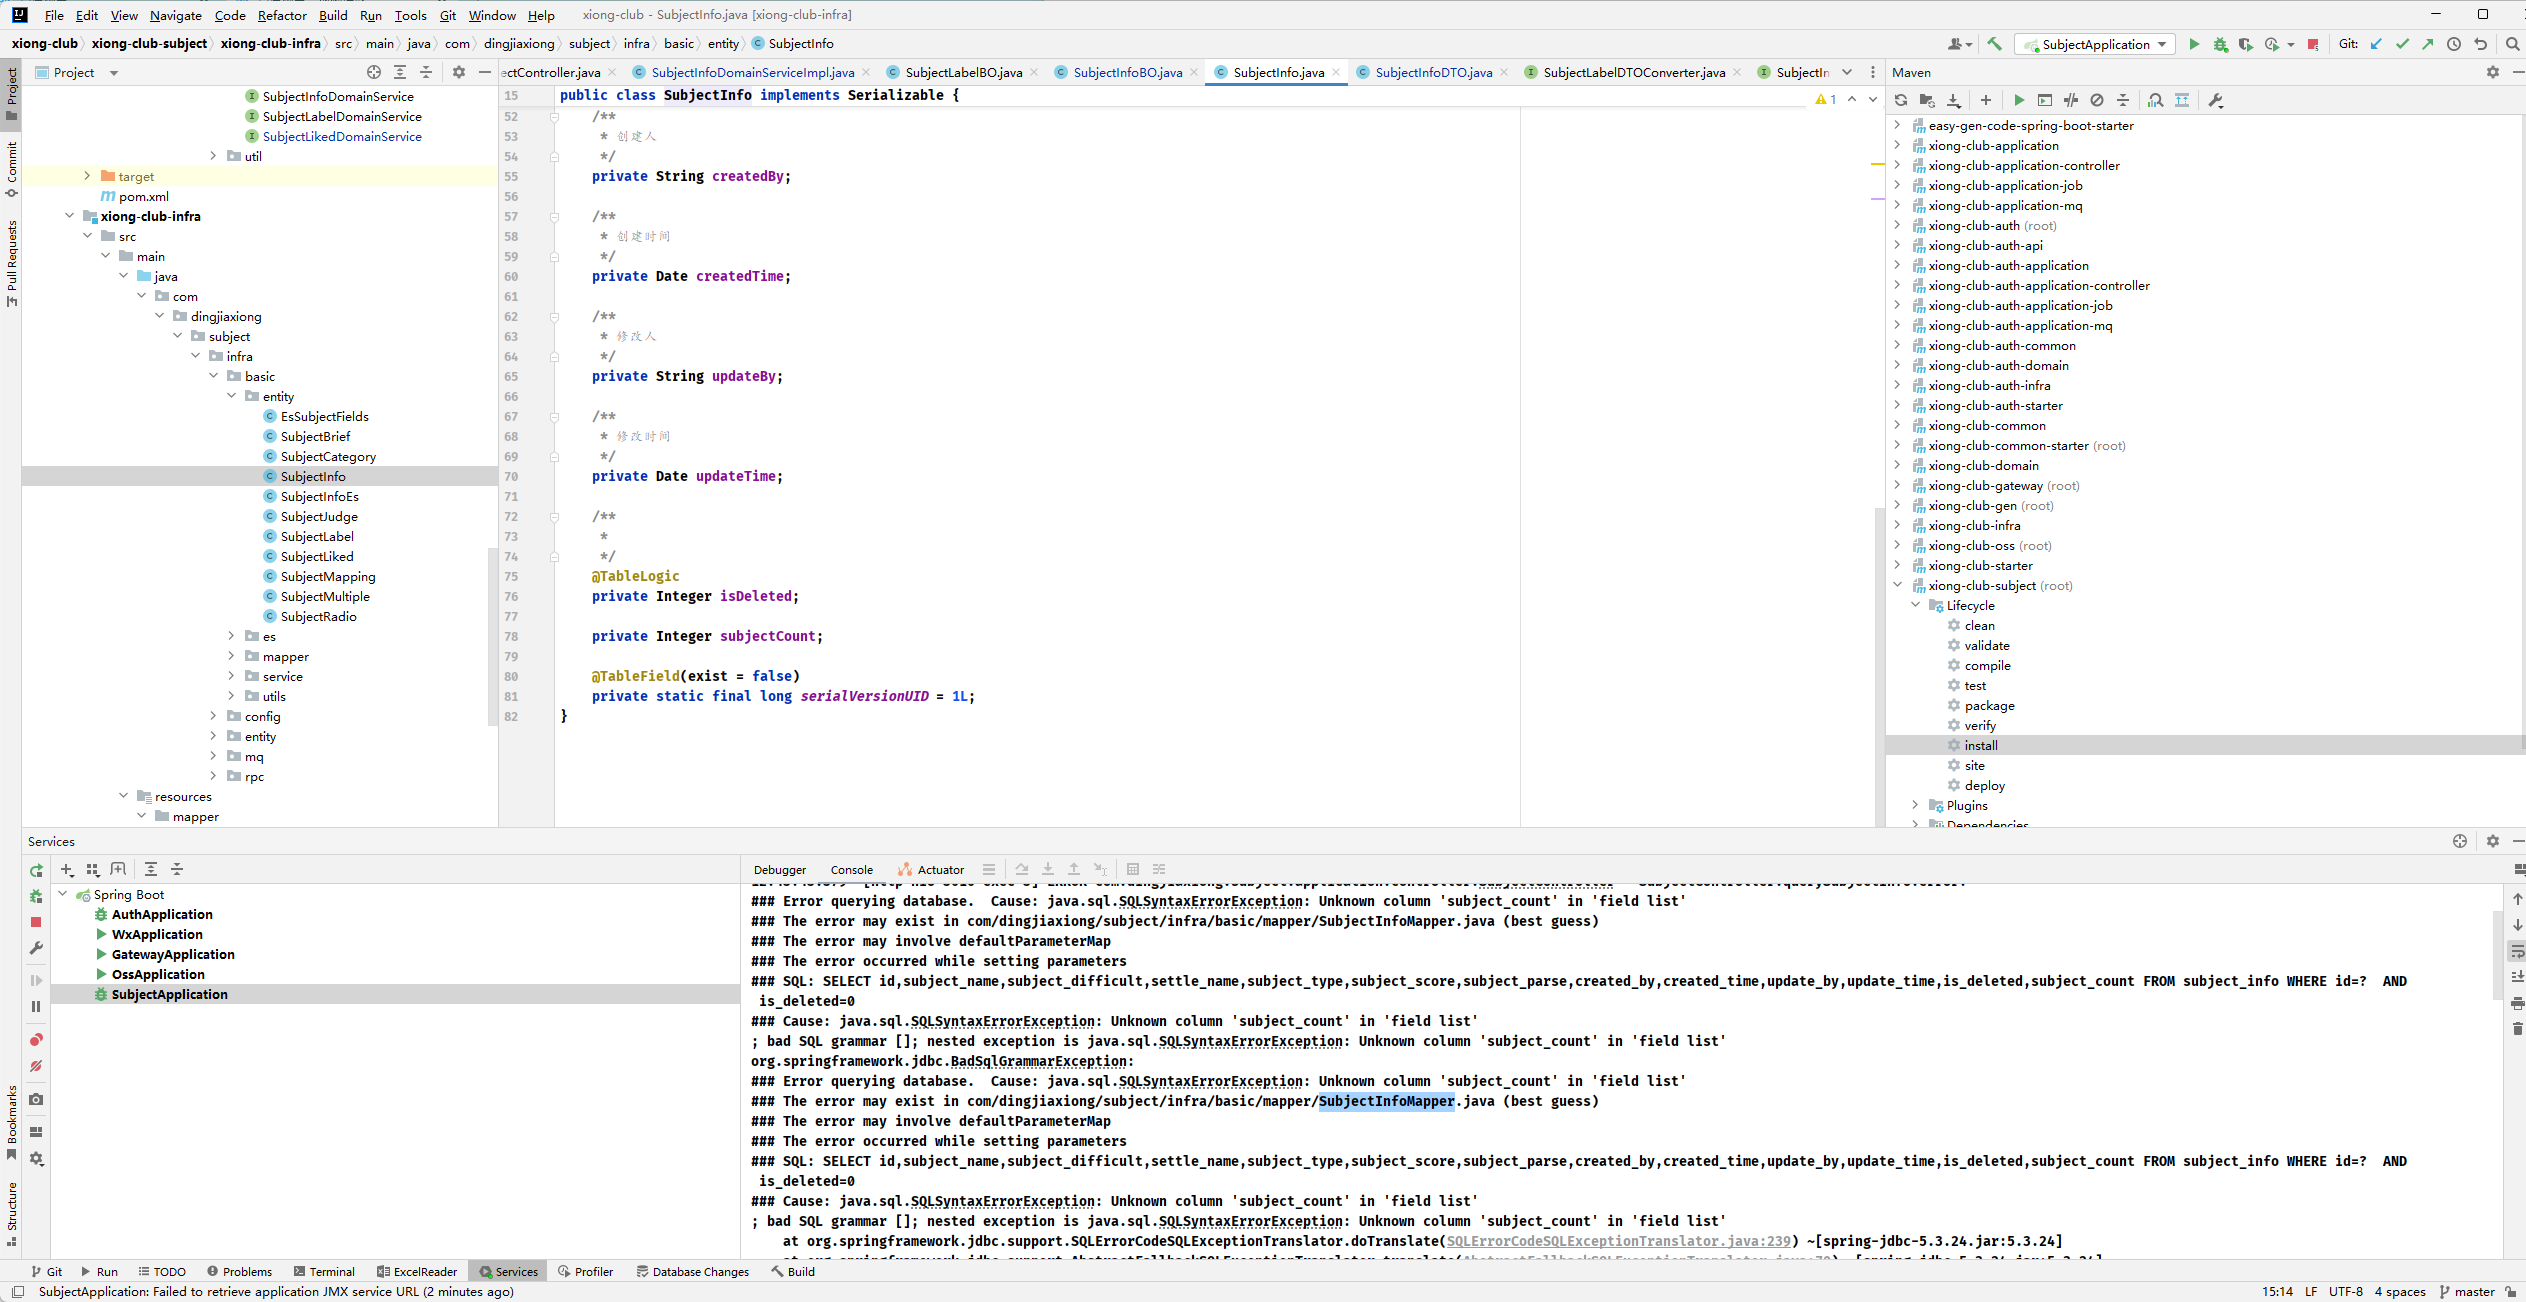 File Edit View Navigate Code Refactor Build Run Tools Git Window Help xiong-club - SubjectInfo.java [xiong-club-infra]
xiong-club xiong-club-subject xiong-club-infra src main java com dingjiaxiong subject infra basic entity SubjectInfo
SubjectApplication Git:
Project
Commit
Pull Requests
Bookmarks
Structure
Project
SubjectInfoDomainService
SubjectLabelDomainService
SubjectLikedDomainService
util
target
pom.xml
xiong-club-infra
src
main
java
com
dingjiaxiong
subject
infra
basic
entity
EsSubjectFields
SubjectBrief
SubjectCategory
SubjectInfo
SubjectInfoEs
SubjectJudge
SubjectLabel
SubjectLiked
SubjectMapping
SubjectMultiple
SubjectRadio
es
mapper
service
utils
config
entity
mq
rpc
resources
mapper
ectController.java SubjectInfoDomainServiceImpl.java SubjectLabelBO.java SubjectInfoBO.java SubjectInfo.java SubjectInfoDTO.java SubjectLabelDTOConverter.java SubjectIn
1
15 public class SubjectInfo implements Serializable {
52 /**
53 * 创建人
54 */
55 private String createdBy;
56
57 /**
58 * 创建时间
59 */
60 private Date createdTime;
61
62 /**
63 * 修改人
64 */
65 private String updateBy;
66
67 /**
68 * 修改时间
69 */
70 private Date updateTime;
71
72 /**
73 *
74 */
75 @TableLogic
76 private Integer isDeleted;
77
78 private Integer subjectCount;
79
80 @TableField(exist = false)
81 private static final long serialVersionUID = 1L;
82 }
Maven
easy-gen-code-spring-boot-starter
xiong-club-application
xiong-club-application-controller
xiong-club-application-job
xiong-club-application-mq
xiong-club-auth (root)
xiong-club-auth-api
xiong-club-auth-application
xiong-club-auth-application-controller
xiong-club-auth-application-job
xiong-club-auth-application-mq
xiong-club-auth-common
xiong-club-auth-domain
xiong-club-auth-infra
xiong-club-auth-starter
xiong-club-common
xiong-club-common-starter (root)
xiong-club-domain
xiong-club-gateway (root)
xiong-club-gen (root)
xiong-club-infra
xiong-club-oss (root)
xiong-club-starter
xiong-club-subject (root)
Lifecycle
clean
validate
compile
test
package
verify
install
site
deploy
Plugins
Dependencies
Services
Spring Boot
AuthApplication
WxApplication
GatewayApplication
OssApplication
SubjectApplication
Debugger Console Actuator
### Error querying database.  Cause: java.sql.SQLSyntaxErrorException: Unknown column 'subject_count' in 'field list'
### The error may exist in com/dingjiaxiong/subject/infra/basic/mapper/SubjectInfoMapper.java (best guess)
### The error may involve defaultParameterMap
### The error occurred while setting parameters
### SQL: SELECT id,subject_name,subject_difficult,settle_name,subject_type,subject_score,subject_parse,created_by,created_time,update_by,update_time,is_deleted,subject_count FROM subject_info WHERE id=?  AND
is_deleted=0
### Cause: java.sql.SQLSyntaxErrorException: Unknown column 'subject_count' in 'field list'
; bad SQL grammar []; nested exception is java.sql.SQLSyntaxErrorException: Unknown column 'subject_count' in 'field list'
org.springframework.jdbc.BadSqlGrammarException:
### Error querying database.  Cause: java.sql.SQLSyntaxErrorException: Unknown column 'subject_count' in 'field list'
### The error may exist in com/dingjiaxiong/subject/infra/basic/mapper/SubjectInfoMapper.java (best guess)
### The error may involve defaultParameterMap
### The error occurred while setting parameters
### SQL: SELECT id,subject_name,subject_difficult,settle_name,subject_type,subject_score,subject_parse,created_by,created_time,update_by,update_time,is_deleted,subject_count FROM subject_info WHERE id=?  AND
is_deleted=0
### Cause: java.sql.SQLSyntaxErrorException: Unknown column 'subject_count' in 'field list'
; bad SQL grammar []; nested exception is java.sql.SQLSyntaxErrorException: Unknown column 'subject_count' in 'field list'
at org.springframework.jdbc.support.SQLErrorCodeSQLExceptionTranslator.doTranslate(SQLErrorCodeSQLExceptionTranslator.java:239) ~[spring-jdbc-5.3.24.jar:5.3.24]
Git Run TODO Problems Terminal ExcelReader Services Profiler Database Changes Build
SubjectApplication: Failed to retrieve application JMX service URL (2 minutes ago) 15:14 LF UTF-8 4 spaces master